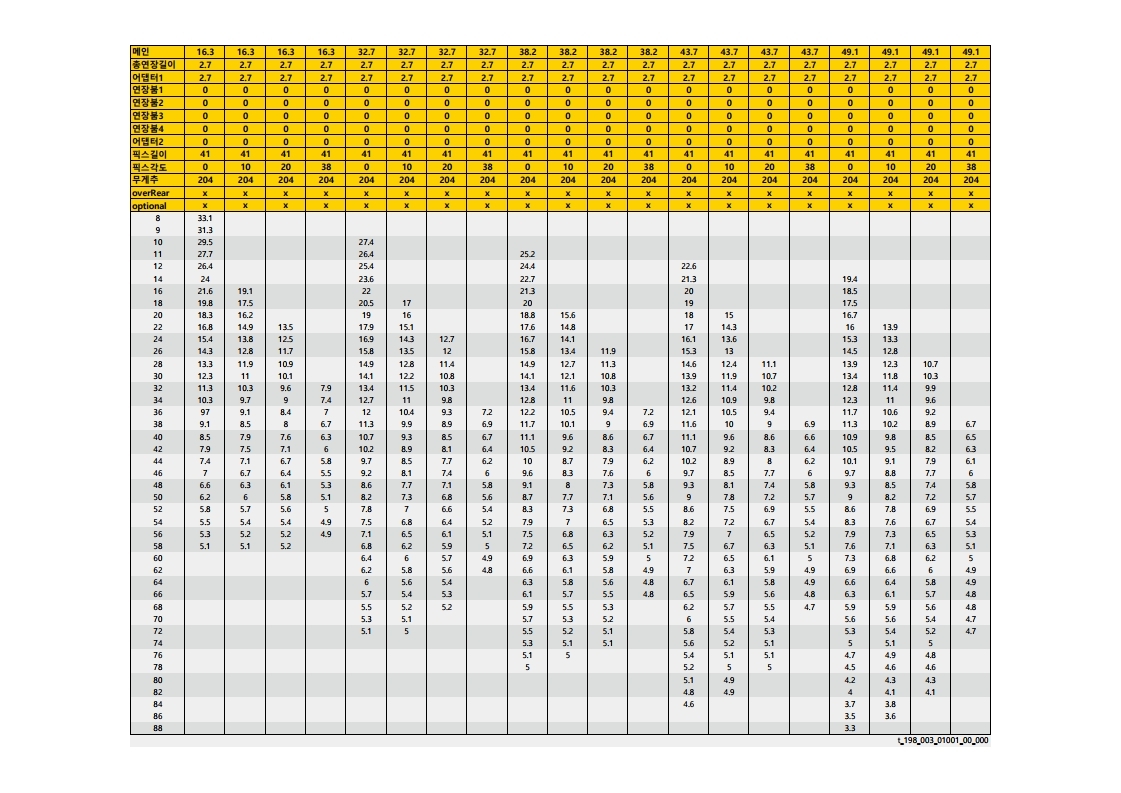 메인 16.3 16.3 16.3 16.3 32.7 32.7 32.7 32.7 38.2 38.2 38.2 38.2 43.7 43.7 43.7 43.7 49.1 49.1 49.1 49.1
총연장길이 2.7 2.7 2.7 2.7 2.7 2.7 2.7 2.7 2.7 2.7 2.7 2.7 2.7 2.7 2.7 2.7 2.7 2.7 2.7 2.7
어댑터1 2.7 2.7 2.7 2.7 2.7 2.7 2.7 2.7 2.7 2.7 2.7 2.7 2.7 2.7 2.7 2.7 2.7 2.7 2.7 2.7
연장붐1 0 0 0 0 0 0 0 0 0 0 0 0 0 0 0 0 0 0 0 0
연장붐2 0 0 0 0 0 0 0 0 0 0 0 0 0 0 0 0 0 0 0 0
연장붐3 0 0 0 0 0 0 0 0 0 0 0 0 0 0 0 0 0 0 0 0
연장붐4 0 0 0 0 0 0 0 0 0 0 0 0 0 0 0 0 0 0 0 0
어댑터2 0 0 0 0 0 0 0 0 0 0 0 0 0 0 0 0 0 0 0 0
픽스길이 41 41 41 41 41 41 41 41 41 41 41 41 41 41 41 41 41 41 41 41
픽스각도 0 10 20 38 0 10 20 38 0 10 20 38 0 10 20 38 0 10 20 38
무게추 204 204 204 204 204 204 204 204 204 204 204 204 204 204 204 204 204 204 204 204
overRear x x x x x x x x x x x x x x x x x x x x
optional x x x x x x x x x x x x x x x x x x x x
8 33.1
9 31.3
10 29.5 27.4
11 27.7 26.4 25.2
12 26.4 25.4 24.4 22.6
14 24 23.6 22.7 21.3 19.4
16 21.6 19.1 22 21.3 20 18.5
18 19.8 17.5 20.5 17 20 19 17.5
20 18.3 16.2 19 16 18.8 15.6 18 15 16.7
22 16.8 14.9 13.5 17.9 15.1 17.6 14.8 17 14.3 16 13.9
24 15.4 13.8 12.5 16.9 14.3 12.7 16.7 14.1 16.1 13.6 15.3 13.3
26 14.3 12.8 11.7 15.8 13.5 12 15.8 13.4 11.9 15.3 13 14.5 12.8
28 13.3 11.9 10.9 14.9 12.8 11.4 14.9 12.7 11.3 14.6 12.4 11.1 13.9 12.3 10.7
30 12.3 11 10.1 14.1 12.2 10.8 14.1 12.1 10.8 13.9 11.9 10.7 13.4 11.8 10.3
32 11.3 10.3 9.6 7.9 13.4 11.5 10.3 13.4 11.6 10.3 13.2 11.4 10.2 12.8 11.4 9.9
34 10.3 9.7 9 7.4 12.7 11 9.8 12.8 11 9.8 12.6 10.9 9.8 12.3 11 9.6
36 97 9.1 8.4 7 12 10.4 9.3 7.2 12.2 10.5 9.4 7.2 12.1 10.5 9.4 11.7 10.6 9.2
38 9.1 8.5 8 6.7 11.3 9.9 8.9 6.9 11.7 10.1 9 6.9 11.6 10 9 6.9 11.3 10.2 8.9 6.7
40 8.5 7.9 7.6 6.3 10.7 9.3 8.5 6.7 11.1 9.6 8.6 6.7 11.1 9.6 8.6 6.6 10.9 9.8 8.5 6.5
42 7.9 7.5 7.1 6 10.2 8.9 8.1 6.4 10.5 9.2 8.3 6.4 10.7 9.2 8.3 6.4 10.5 9.5 8.2 6.3
44 7.4 7.1 6.7 5.8 9.7 8.5 7.7 6.2 10 8.7 7.9 6.2 10.2 8.9 8 6.2 10.1 9.1 7.9 6.1
46 7 6.7 6.4 5.5 9.2 8.1 7.4 6 9.6 8.3 7.6 6 9.7 8.5 7.7 6 9.7 8.8 7.7 6
48 6.6 6.3 6.1 5.3 8.6 7.7 7.1 5.8 9.1 8 7.3 5.8 9.3 8.1 7.4 5.8 9.3 8.5 7.4 5.8
50 6.2 6 5.8 5.1 8.2 7.3 6.8 5.6 8.7 7.7 7.1 5.6 9 7.8 7.2 5.7 9 8.2 7.2 5.7
52 5.8 5.7 5.6 5 7.8 7 6.6 5.4 8.3 7.3 6.8 5.5 8.6 7.5 6.9 5.5 8.6 7.8 6.9 5.5
54 5.5 5.4 5.4 4.9 7.5 6.8 6.4 5.2 7.9 7 6.5 5.3 8.2 7.2 6.7 5.4 8.3 7.6 6.7 5.4
56 5.3 5.2 5.2 4.9 7.1 6.5 6.1 5.1 7.5 6.8 6.3 5.2 7.9 7 6.5 5.2 7.9 7.3 6.5 5.3
58 5.1 5.1 5.2 6.8 6.2 5.9 5 7.2 6.5 6.2 5.1 7.5 6.7 6.3 5.1 7.6 7.1 6.3 5.1
60 6.4 6 5.7 4.9 6.9 6.3 5.9 5 7.2 6.5 6.1 5 7.3 6.8 6.2 5
62 6.2 5.8 5.6 4.8 6.6 6.1 5.8 4.9 7 6.3 5.9 4.9 6.9 6.6 6 4.9
64 6 5.6 5.4 6.3 5.8 5.6 4.8 6.7 6.1 5.8 4.9 6.6 6.4 5.8 4.9
66 5.7 5.4 5.3 6.1 5.7 5.5 4.8 6.5 5.9 5.6 4.8 6.3 6.1 5.7 4.8
68 5.5 5.2 5.2 5.9 5.5 5.3 6.2 5.7 5.5 4.7 5.9 5.9 5.6 4.8
70 5.3 5.1 5.7 5.3 5.2 6 5.5 5.4 5.6 5.6 5.4 4.7
72 5.1 5 5.5 5.2 5.1 5.8 5.4 5.3 5.3 5.4 5.2 4.7
74 5.3 5.1 5.1 5.6 5.2 5.1 5 5.1 5
76 5.1 5 5.4 5.1 5.1 4.7 4.9 4.8
78 5 5.2 5 5 4.5 4.6 4.6
80 5.1 4.9 4.2 4.3 4.3
82 4.8 4.9 4 4.1 4.1
84 4.6 3.7 3.8
86 3.5 3.6
88 3.3
t_198_003_01001_00_000